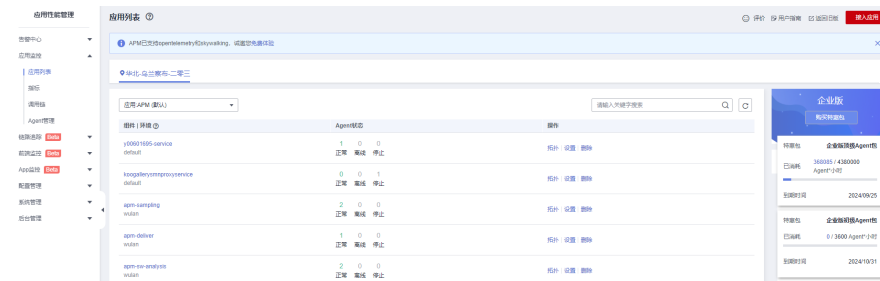 应用性能管理
告警中心
应用监控
应用列表
指标
调用链
Agent管理
链路追踪 Beta
前端监控 Beta
App监控 Beta
配置管理
系统管理
后台管理
应用列表
评价 用户指南 返回旧版 接入应用
APM已支持opentelemetry和skywalking，诚邀您免费体验
华北-乌兰察布-二零三
应用:APM (默认)
请输入关键字搜索
组件 | 环境 Agent状态 操作
y00601695-service
default
1 0 0
正常 离线 停止
拓扑 设置 删除
koogallerysmnproxyservice
default
0 0 1
正常 离线 停止
拓扑 设置 删除
apm-sampling
wulan
2 0 0
正常 离线 停止
拓扑 设置 删除
apm-deliver
wulan
1 0 0
正常 离线 停止
拓扑 设置 删除
apm-sw-analysis
wulan
2 0 0
正常 离线 停止
拓扑 设置 删除
企业版
购买特惠包
特惠包 企业版顶级Agent包
已消耗 368085 / 4380000
Agent*小时
到期时间 2024/09/25
特惠包 企业版初级Agent包
已消耗 0 / 3600 Agent*小时
到期时间 2024/10/31